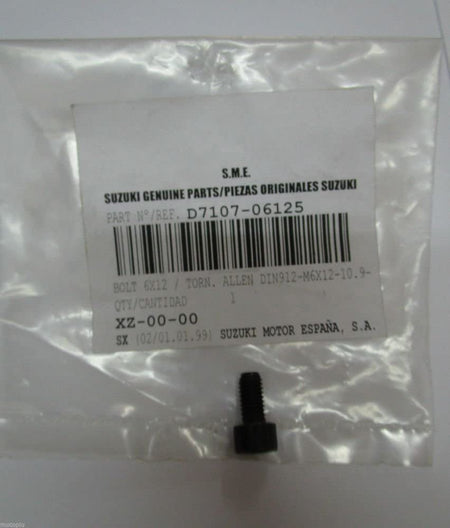 S.M.E.
SUZUKI GENUINE PARTS/PIEZAS ORIGINALES SUZUKI
PART Nº/REF. D7107-06125
BOLT 6X12 / TORN. ALLEN DIN912-M6X12-10.9-
QTY/CANTIDAD 1
XZ-00-00
SX (02/01.01.99) SUZUKI MOTOR ESPAÑA, S.A.